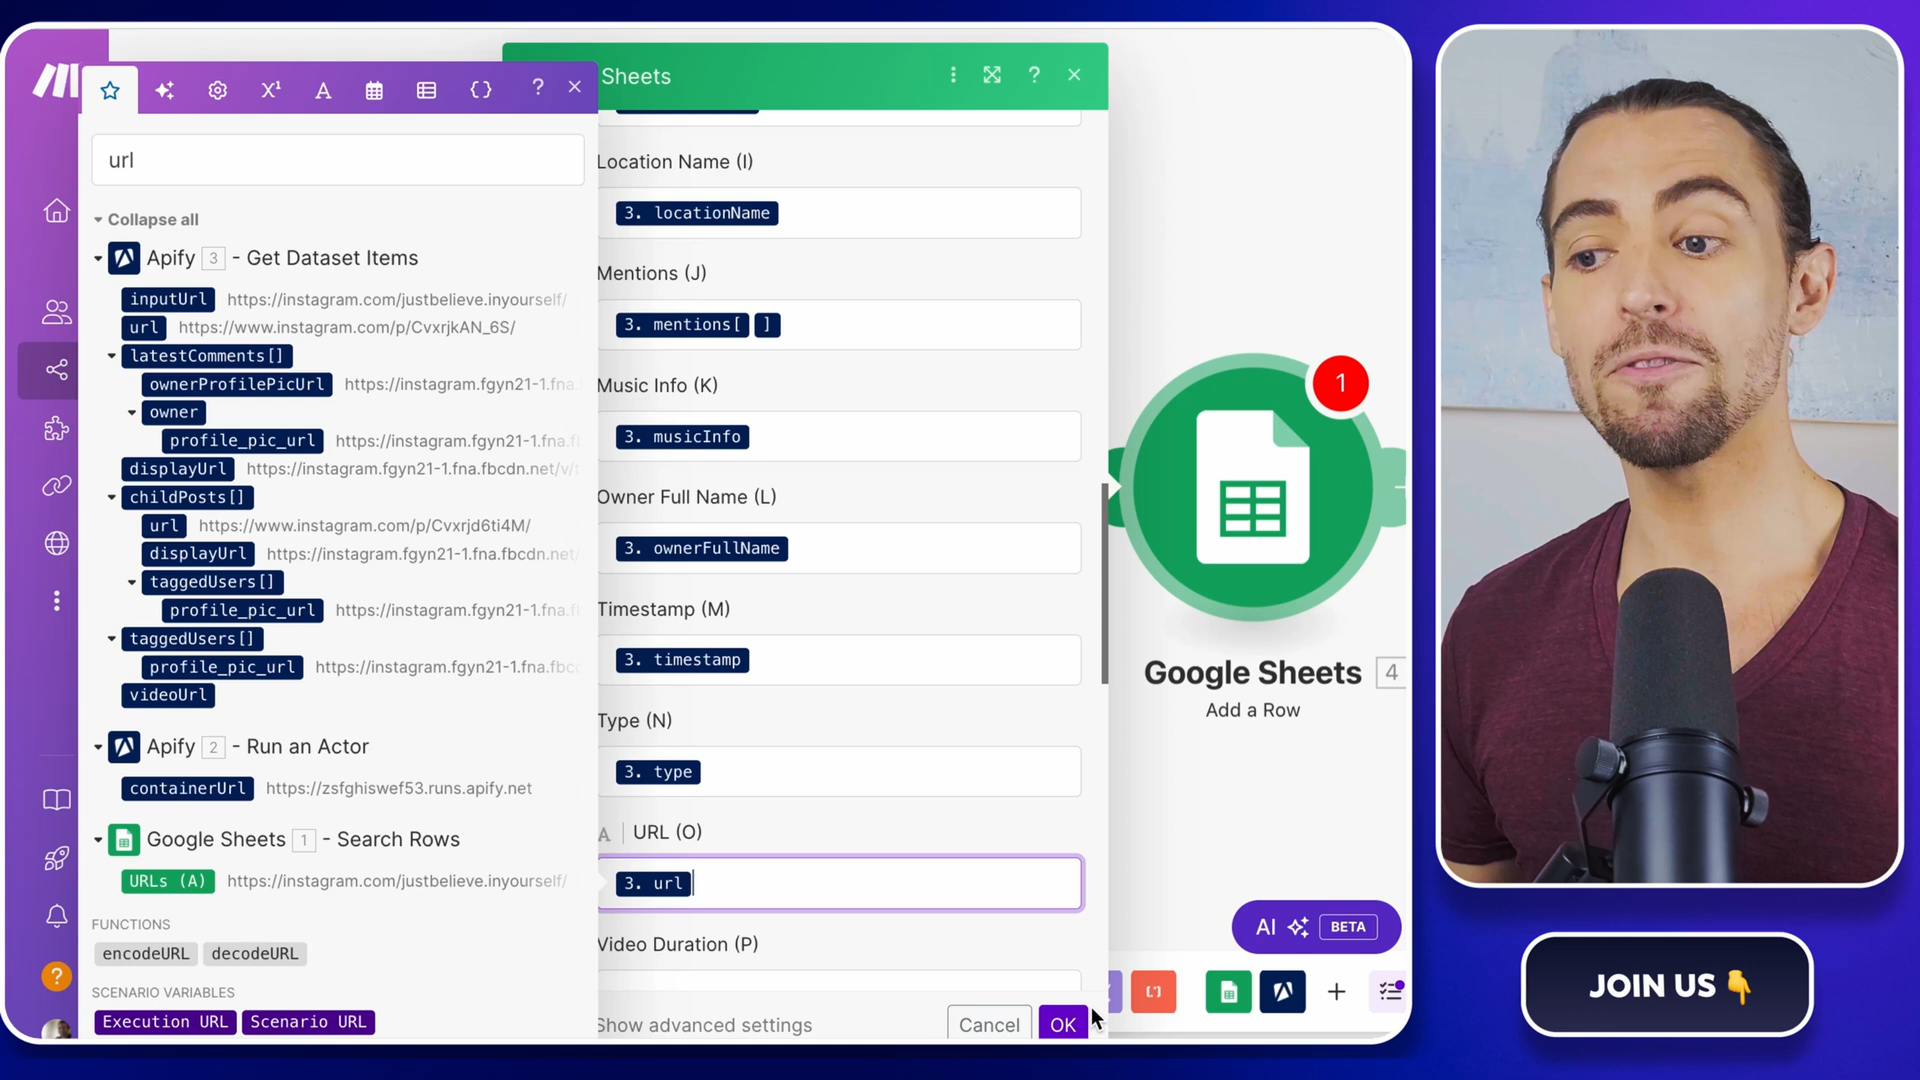 url
Collapse all
Apify 3 - Get Dataset Items
inputUrl https://instagram.com/justbelieve.inyourself/
url https://www.instagram.com/p/CvxrjkAN_6S/
latestComments[]
ownerProfilePicUrl https://instagram.fgyn21-1.fna.
owner
profile_pic_url https://instagram.fgyn21-1.fna.f
displayUrl https://instagram.fgyn21-1.fna.fbcdn.net/v/
childPosts[]
url https://www.instagram.com/p/Cvxrjd6ti4M/
displayUrl https://instagram.fgyn21-1.fna.fbcdn.net/
taggedUsers[]
profile_pic_url https://instagram.fgyn21-1.fna.f
taggedUsers[]
profile_pic_url https://instagram.fgyn21-1.fna.fbc
videoUrl
Apify 2 - Run an Actor
containerUrl https://zsfghiswef53.runs.apify.net
Google Sheets 1 - Search Rows
URLs (A) https://instagram.com/justbelieve.inyourself/
FUNCTIONS
encodeURL decodeURL
SCENARIO VARIABLES
Execution URL Scenario URL
Sheets
Location Name (I)
3. locationName
Mentions (J)
3. mentions[ ]
Music Info (K)
3. musicInfo
Owner Full Name (L)
3. ownerFullName
Timestamp (M)
3. timestamp
Type (N)
3. type
A URL (O)
3. url
Video Duration (P)
Show advanced settings
Cancel OK
1
Google Sheets 4
Add a Row
AI BETA
JOIN US 👇